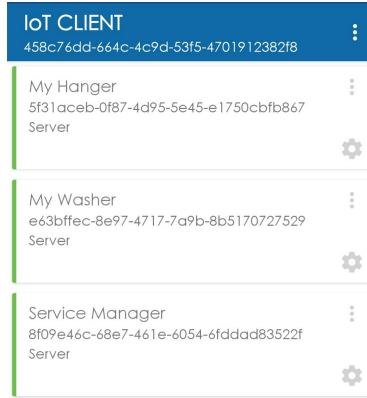 IoT CLIENT
458c76dd-664c-4c9d-53f5-4701912382f8
My Hanger
5f31aceb-0f87-4d95-5e45-e1750cbfb867
Server
My Washer
e63bffec-8e97-4717-7a9b-8b5170727529
Server
Service Manager
8f09e46c-68e7-461e-6054-6fddad83522f
Server